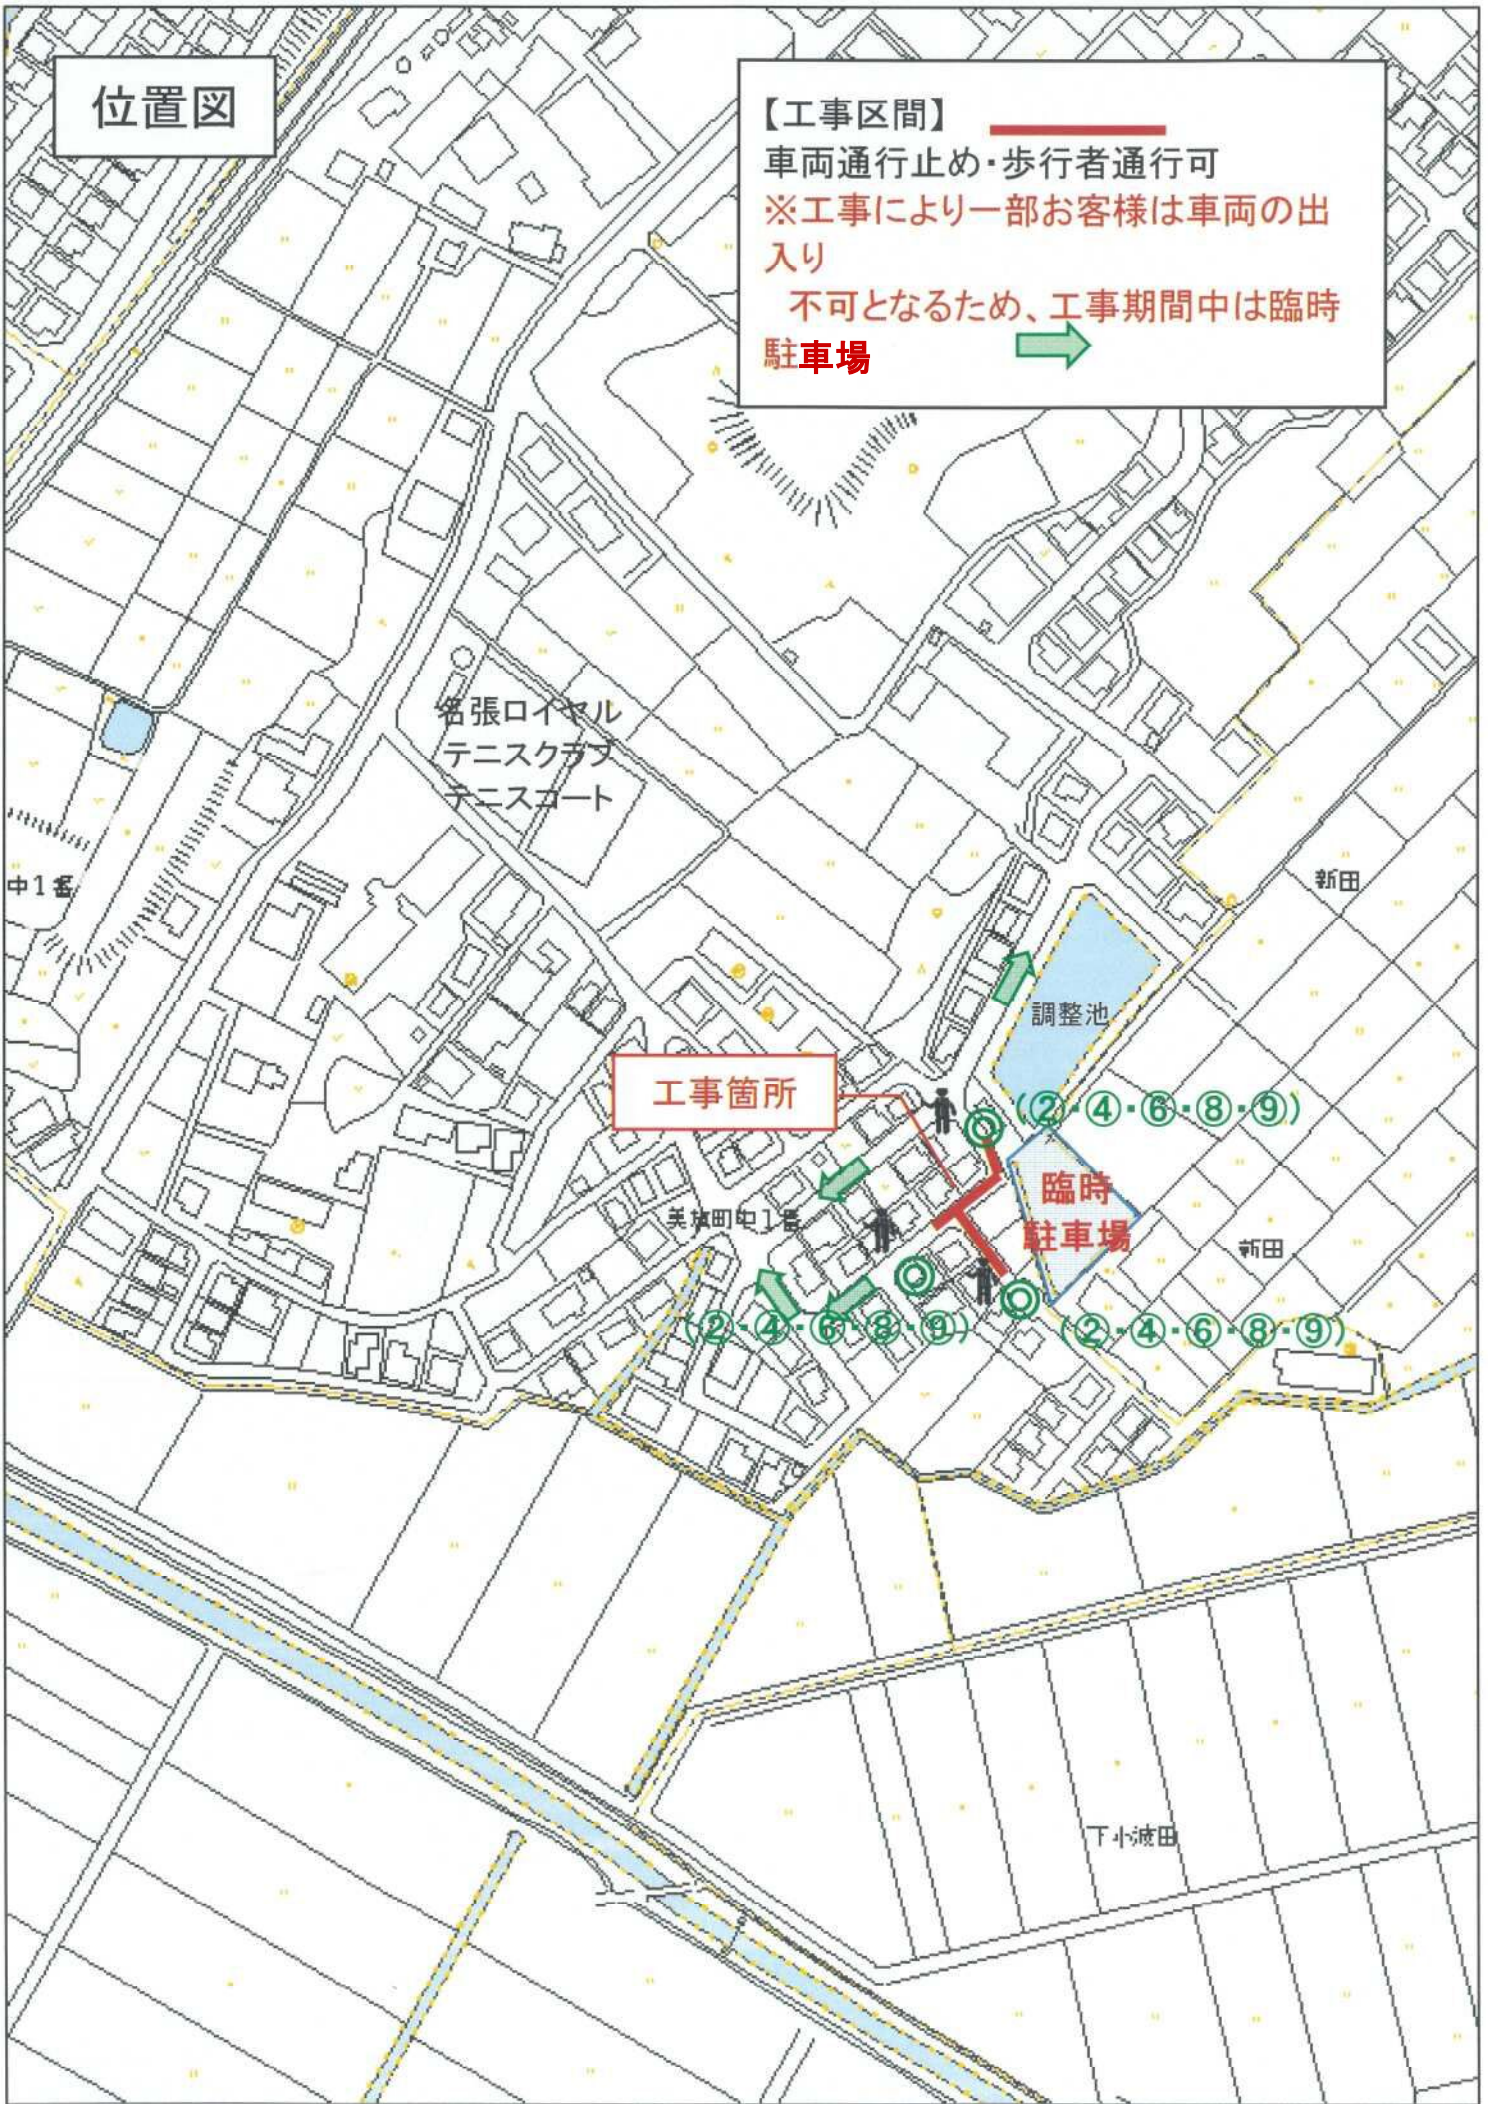 位置図
【工事区間】
車両通行止め・歩行者通行可
※工事により一部お客様は車両の出
入り
不可となるため、工事期間中は臨時
駐車場
名張ロイヤル
テニスクラブ
テニスコート
中1番
新田
調整池
工事箇所
(②・④・⑥・⑧・⑨)
臨時
駐車場
美旗町中1番
新田
(②・④・⑥・⑧・⑨)
(②・④・⑥・⑧・⑨)
下小波田